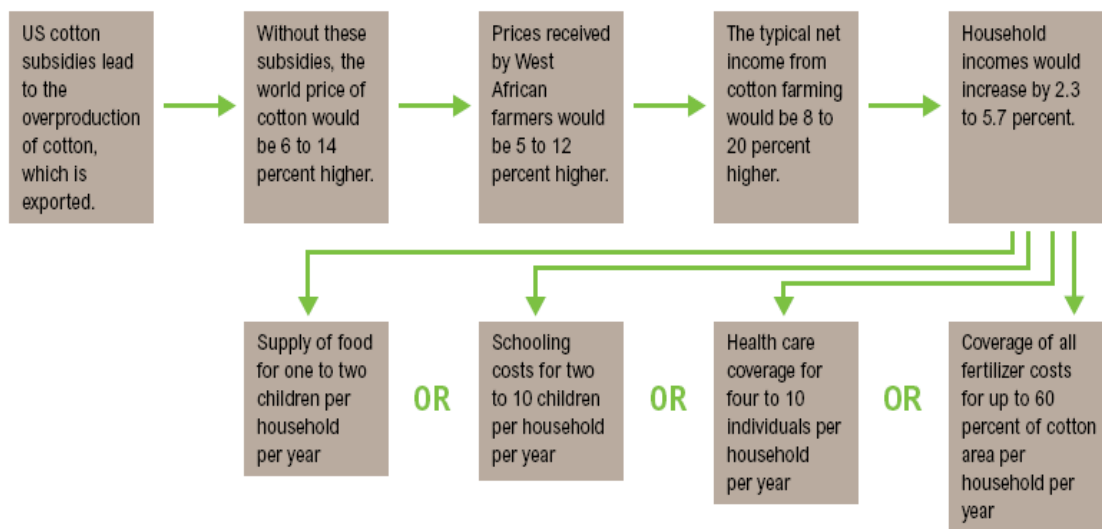 US cotton
subsidies lead
to the
overproduction
of cotton,
which is
exported.
Without these
subsidies, the
world price of
cotton would
be 6 to 14
percent higher.
Prices received
by West
African
farmers would
be 5 to 12
percent higher.
The typical net
income from
cotton farming
would be 8 to
20 percent
higher.
Household
incomes would
increase by 2.3
to 5.7 percent.
Supply of food
for one to two
children per
household
per year
OR
Schooling
costs for two
to 10 children
per household
per year
OR
Health care
coverage for
four to 10
individuals per
household
per year
OR
Coverage of all
fertilizer costs
for up to 60
percent of cotton
area per
household per
year